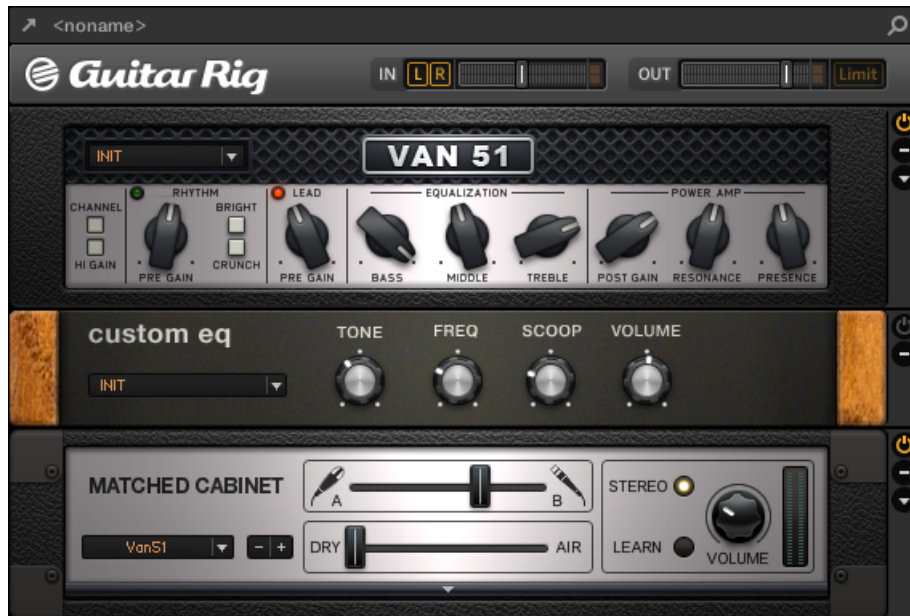 <noname>
Guitar Rig
IN L R
OUT Limit
INIT
VAN 51
RHYTHM
LEAD
EQUALIZATION
POWER AMP
CHANNEL
BRIGHT
HI GAIN
PRE GAIN
CRUNCH
PRE GAIN
BASS
MIDDLE
TREBLE
POST GAIN
RESONANCE
PRESENCE
custom eq
TONE
FREQ
SCOOP
VOLUME
INIT
MATCHED CABINET
A
B
STEREO
Van51
- +
DRY
AIR
LEARN
VOLUME